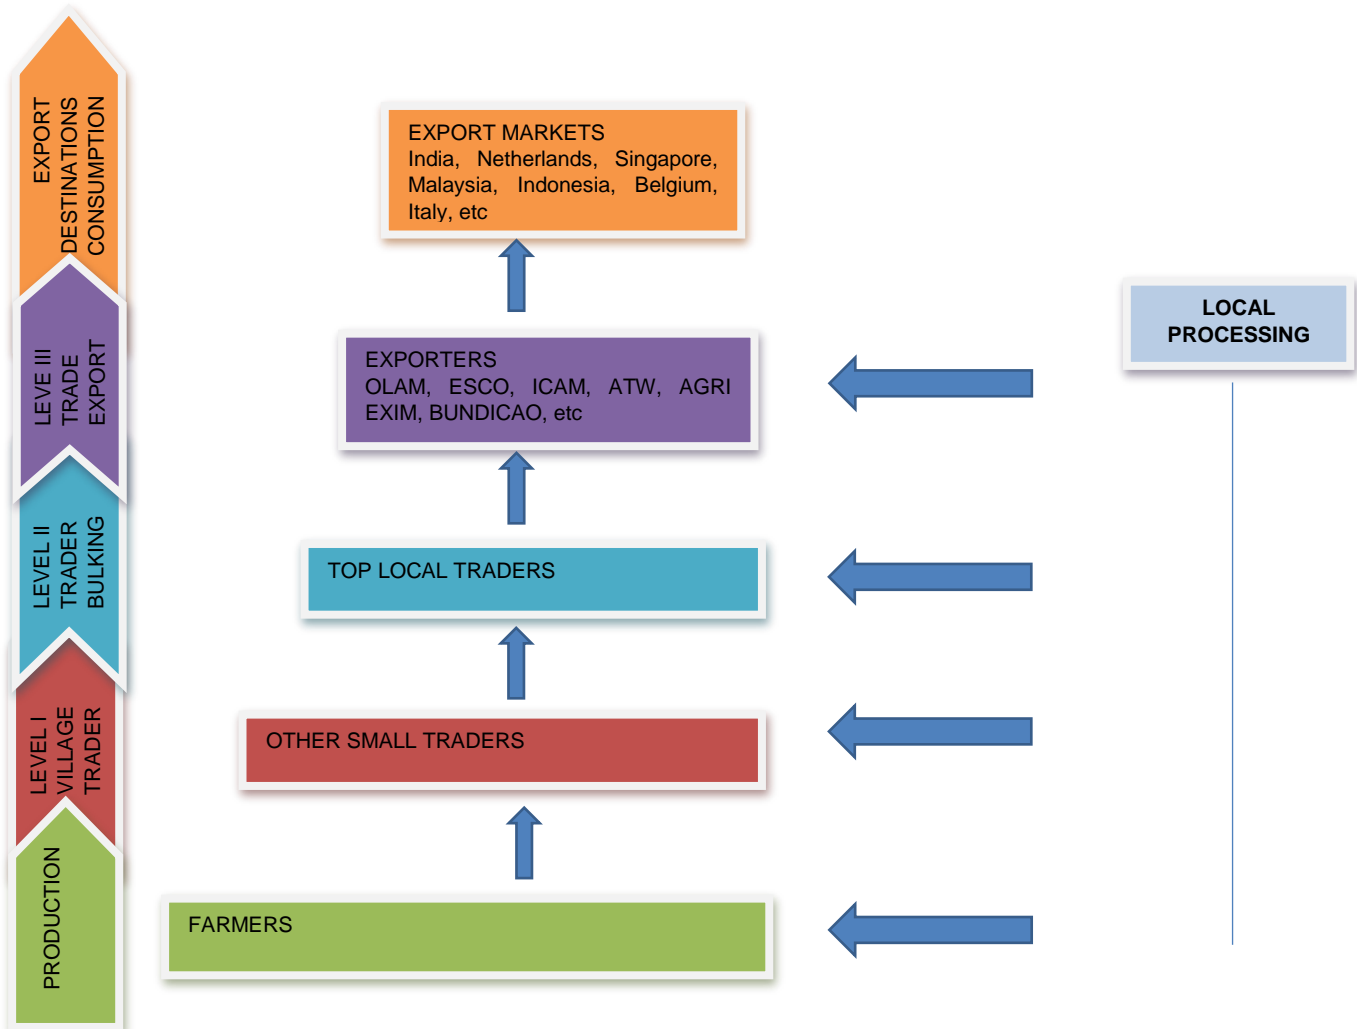 EXPORT
DESTINATIONS
CONSUMPTION
EXPORT MARKETS
India, Netherlands, Singapore,
Malaysia, Indonesia, Belgium,
Italy, etc
LEVE III
TRADE
EXPORT
EXPORTERS
OLAM, ESCO, ICAM, ATW, AGRI
EXIM, BUNDICAO, etc
LOCAL
PROCESSING
LEVEL II
TRADER
BULKING
TOP LOCAL TRADERS
LEVEL I
VILLAGE
TRADER
OTHER SMALL TRADERS
PRODUCTION
FARMERS